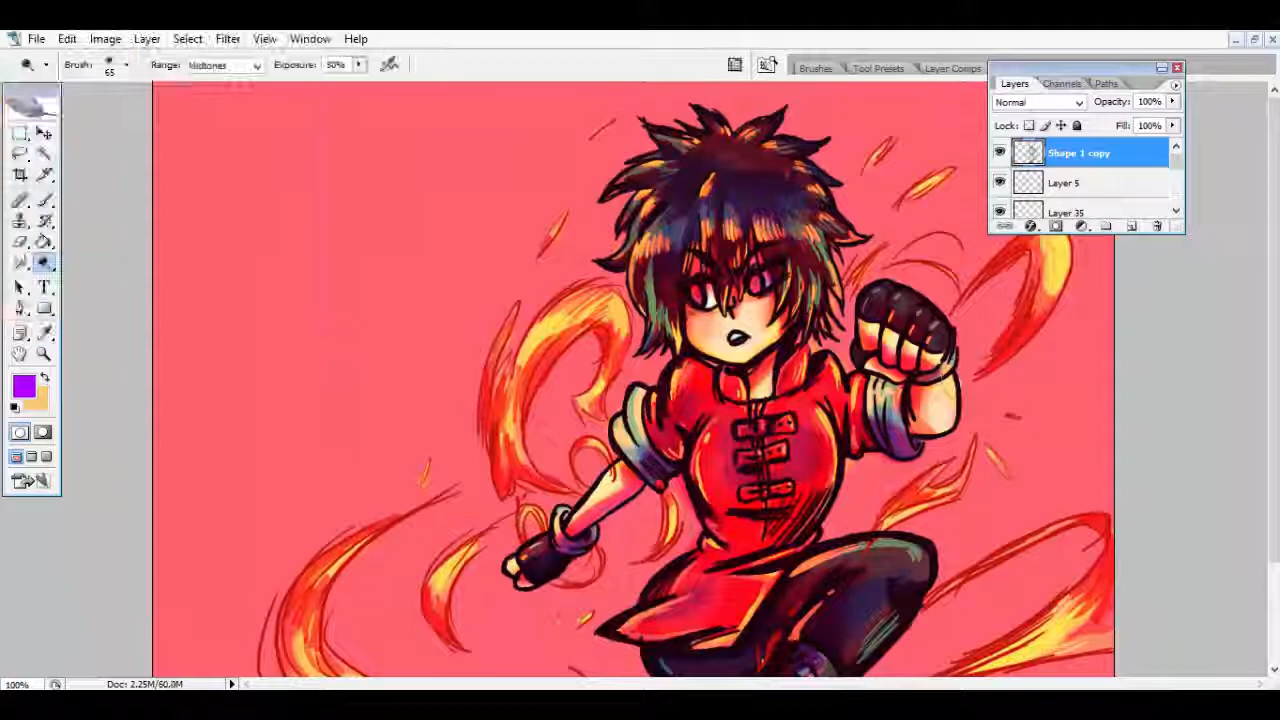 File Edit Image Layer Select Filter View Window Help
Brush: 65 Range: Midtones Exposure: 50% Brushes Tool Presets Layer Comps
Layers Channels Paths
Normal Opacity: 100%
Lock: Fill: 100%
Shape 1 copy
Layer 5
Layer 35
T
100% Doc: 2.25M/60.0M